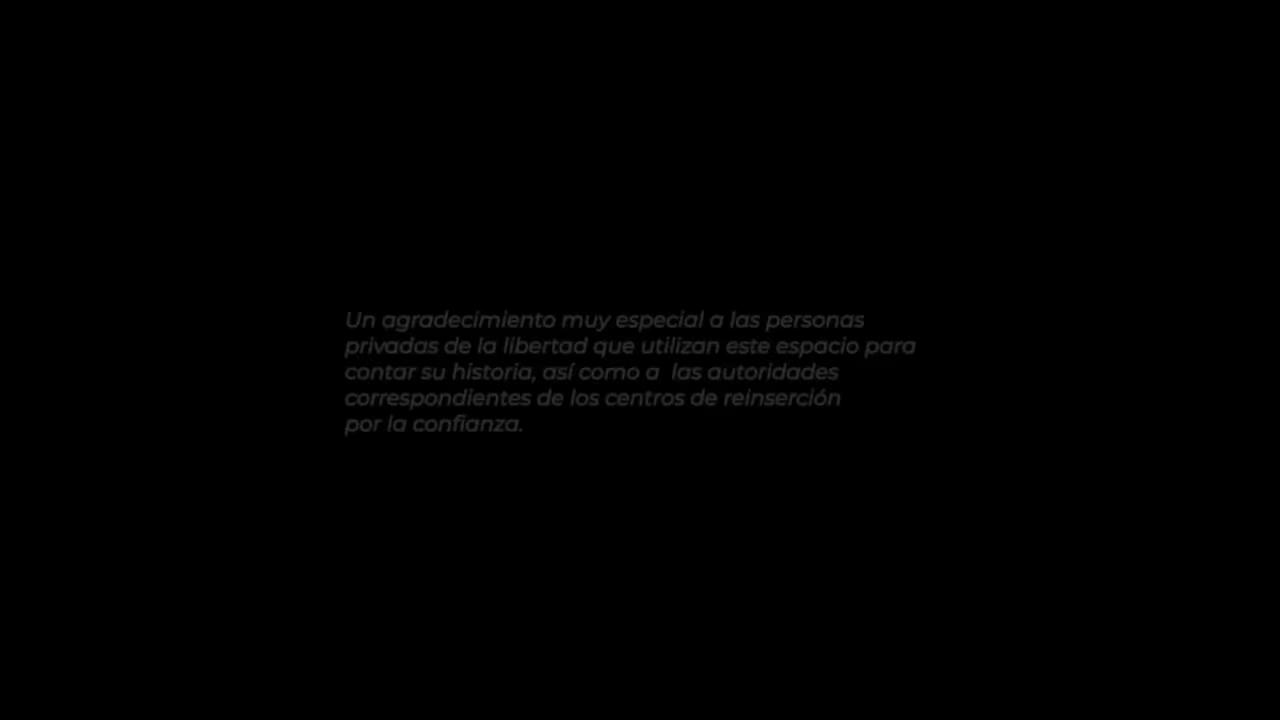 Un agradecimiento muy especial a las personas
privadas de la libertad que utilizan este espacio para
contar su historia, así como a  las autoridades
correspondientes de los centros de reinserción
por la confianza.